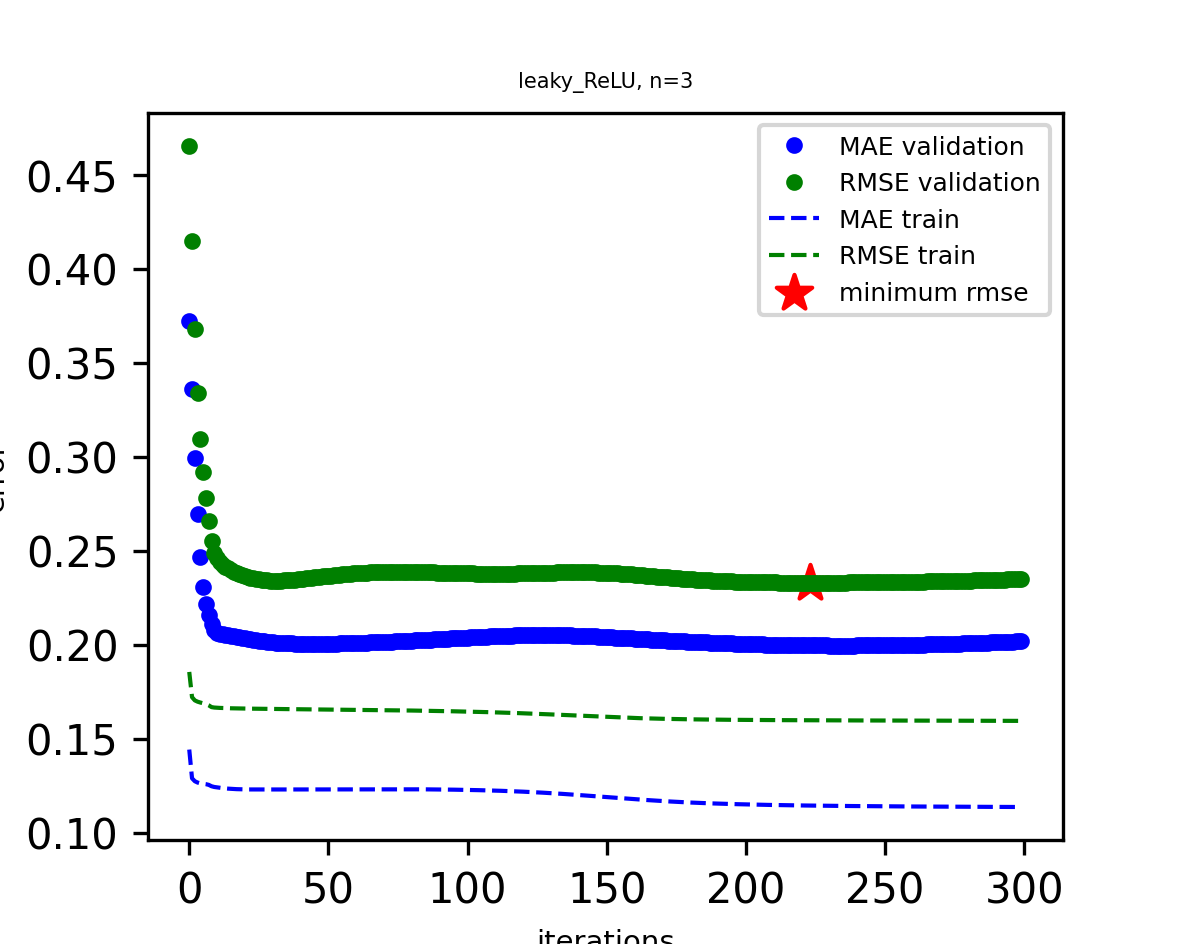 leaky_ReLU, n=3
MAE validation
RMSE validation
MAE train
RMSE train
minimum rmse
0.45
0.40
0.35
0.30
0.25
0.20
0.15
0.10
0 50 100 150 200 250 300
iterations